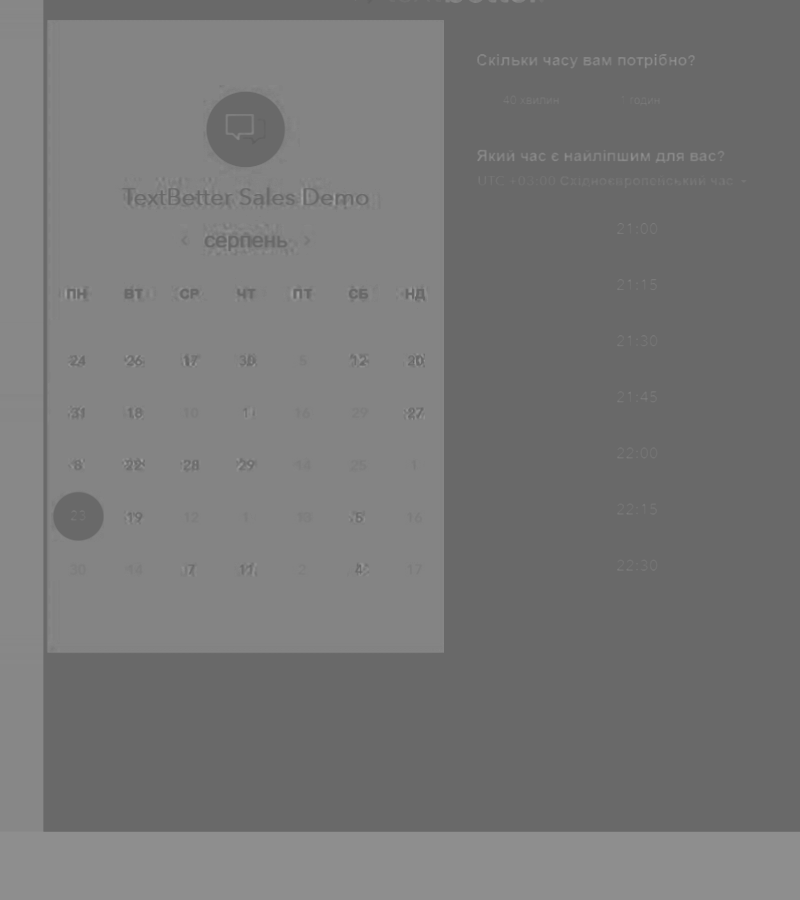 TextBetter Sales Demo
‹ серпень ›
ПН ВТ СР ЧТ ПТ СБ НД
24 26 17 30 5 12 20
31 18 10 11 16 29 27
8 22 28 29 14 25 1
23 19 12 1 10 5 16
30 14 7 11 2 4 17
Скільки часу вам потрібно?
40 хвилин 1 годин
Який час є найліпшим для вас?
UTC +03:00 Східноєвропейський час
21:00
21:15
21:30
21:45
22:00
22:15
22:30